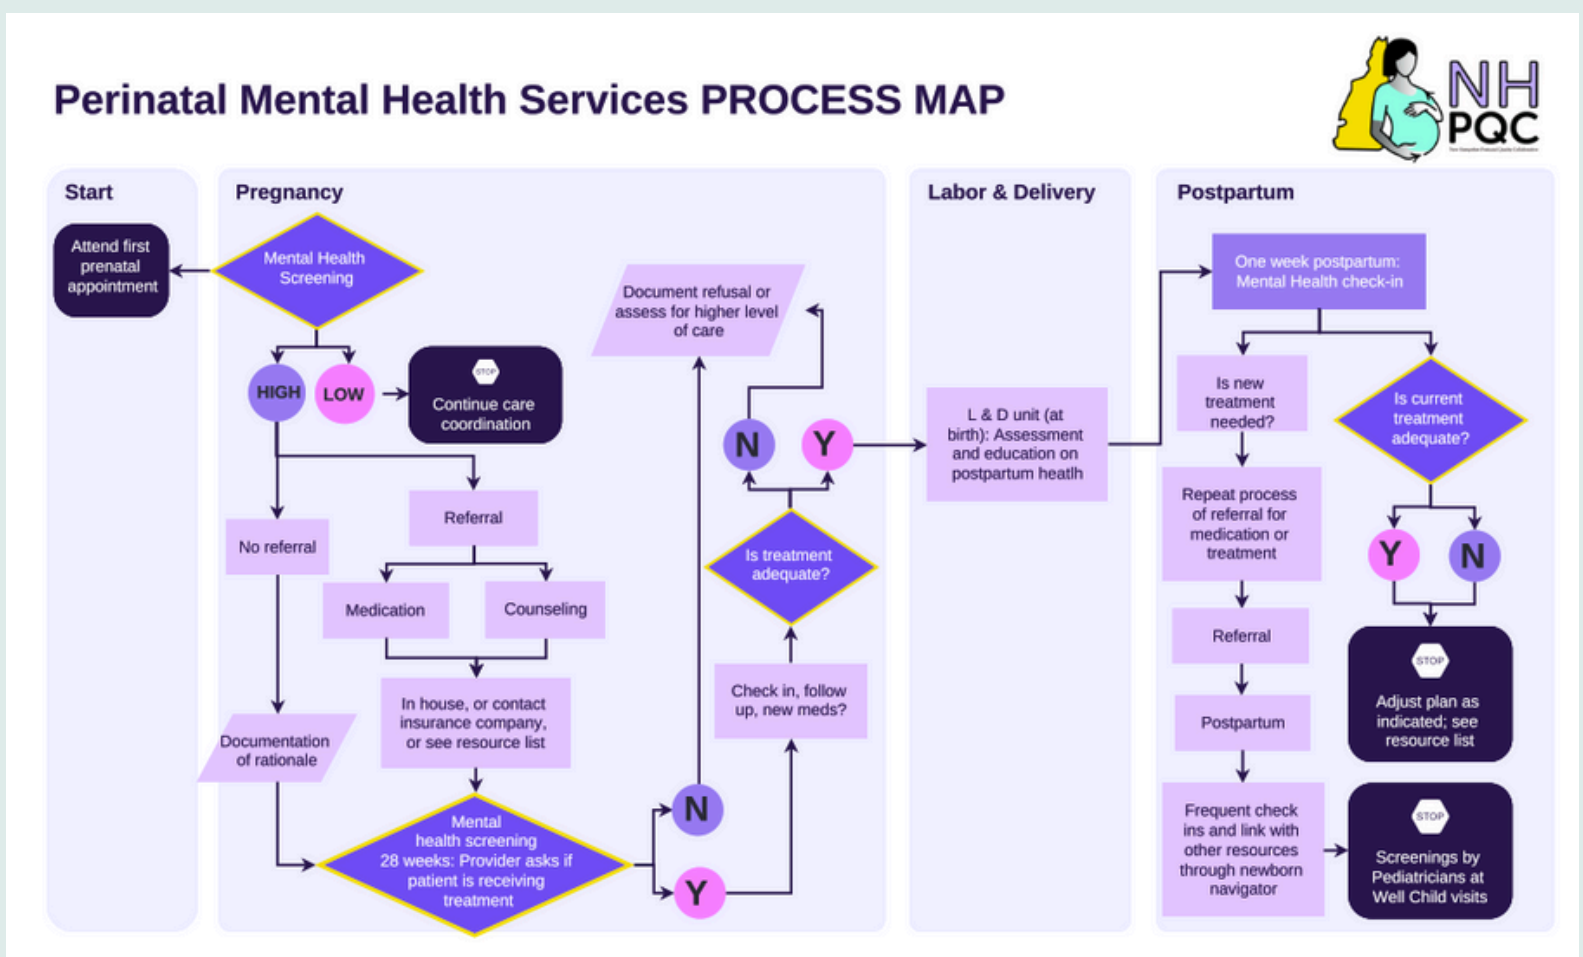 Perinatal Mental Health Services PROCESS MAP
NH
PQC
Start
Attend first
prenatal
appointment
Pregnancy
Mental Health
Screening
HIGH
LOW
STOP
Continue care
coordination
No referral
Referral
Medication
Counseling
In house, or contact
insurance company,
or see resource list
Documentation
of rationale
Mental
health screening
28 weeks: Provider asks if
patient is receiving
treatment
N
Y
Document refusal or
assess for higher level
of care
N
Y
Is treatment
adequate?
Check in, follow
up, new meds?
Labor & Delivery
L & D unit (at
birth): Assessment
and education on
postpartum heatlh
Postpartum
One week postpartum:
Mental Health check-in
Is new
treatment
needed?
Repeat process
of referral for
medication or
treatment
Referral
Postpartum
Frequent check
ins and link with
other resources
through newborn
navigator
Is current
treatment
adequate?
Y
N
STOP
Adjust plan as
indicated; see
resource list
STOP
Screenings by
Pediatricians at
Well Child visits